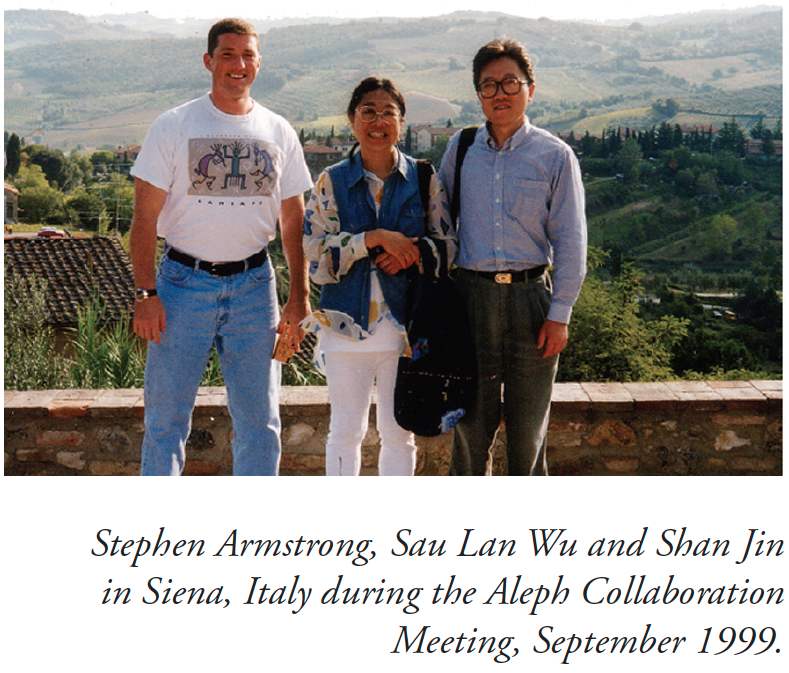 Stephen Armstrong, Sau Lan Wu and Shan Jin
in Siena, Italy during the Aleph Collaboration
Meeting, September 1999.